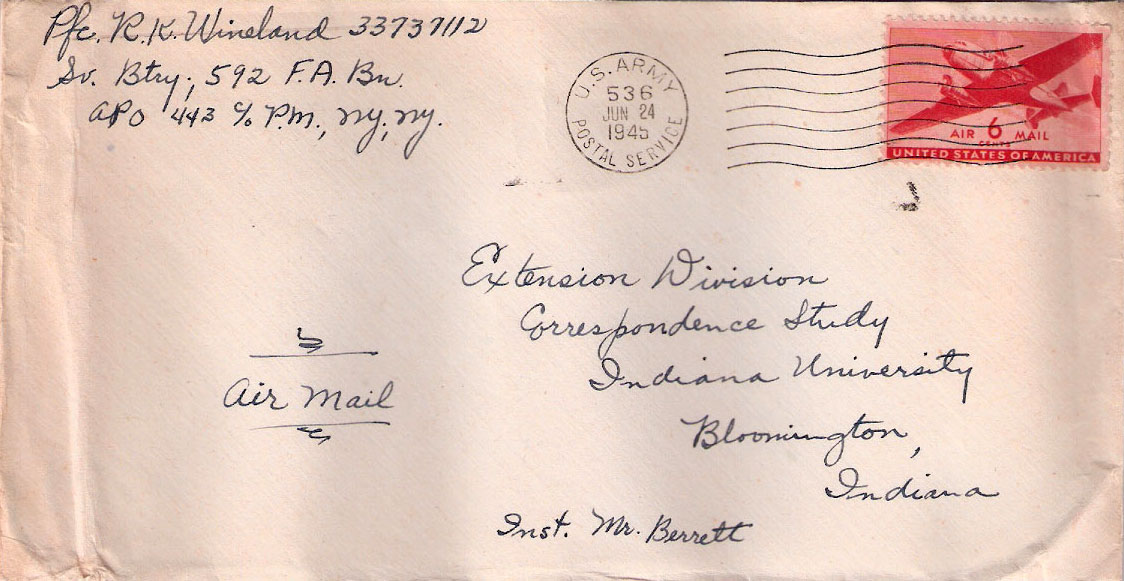 Pfc. R.K. Wineland 33737112
Sv. Btry; 592 F.A. Bn.
APO 443 c/o P.M., NY, NY.
U.S. ARMY
536
JUN 24
1945
POSTAL SERVICE
AIR 6 MAIL
CENTS
UNITED STATES OF AMERICA
Extension Division
Correspondence Study
Indiana University
Bloomington,
Indiana
Air Mail
Inst. Mr. Berrett